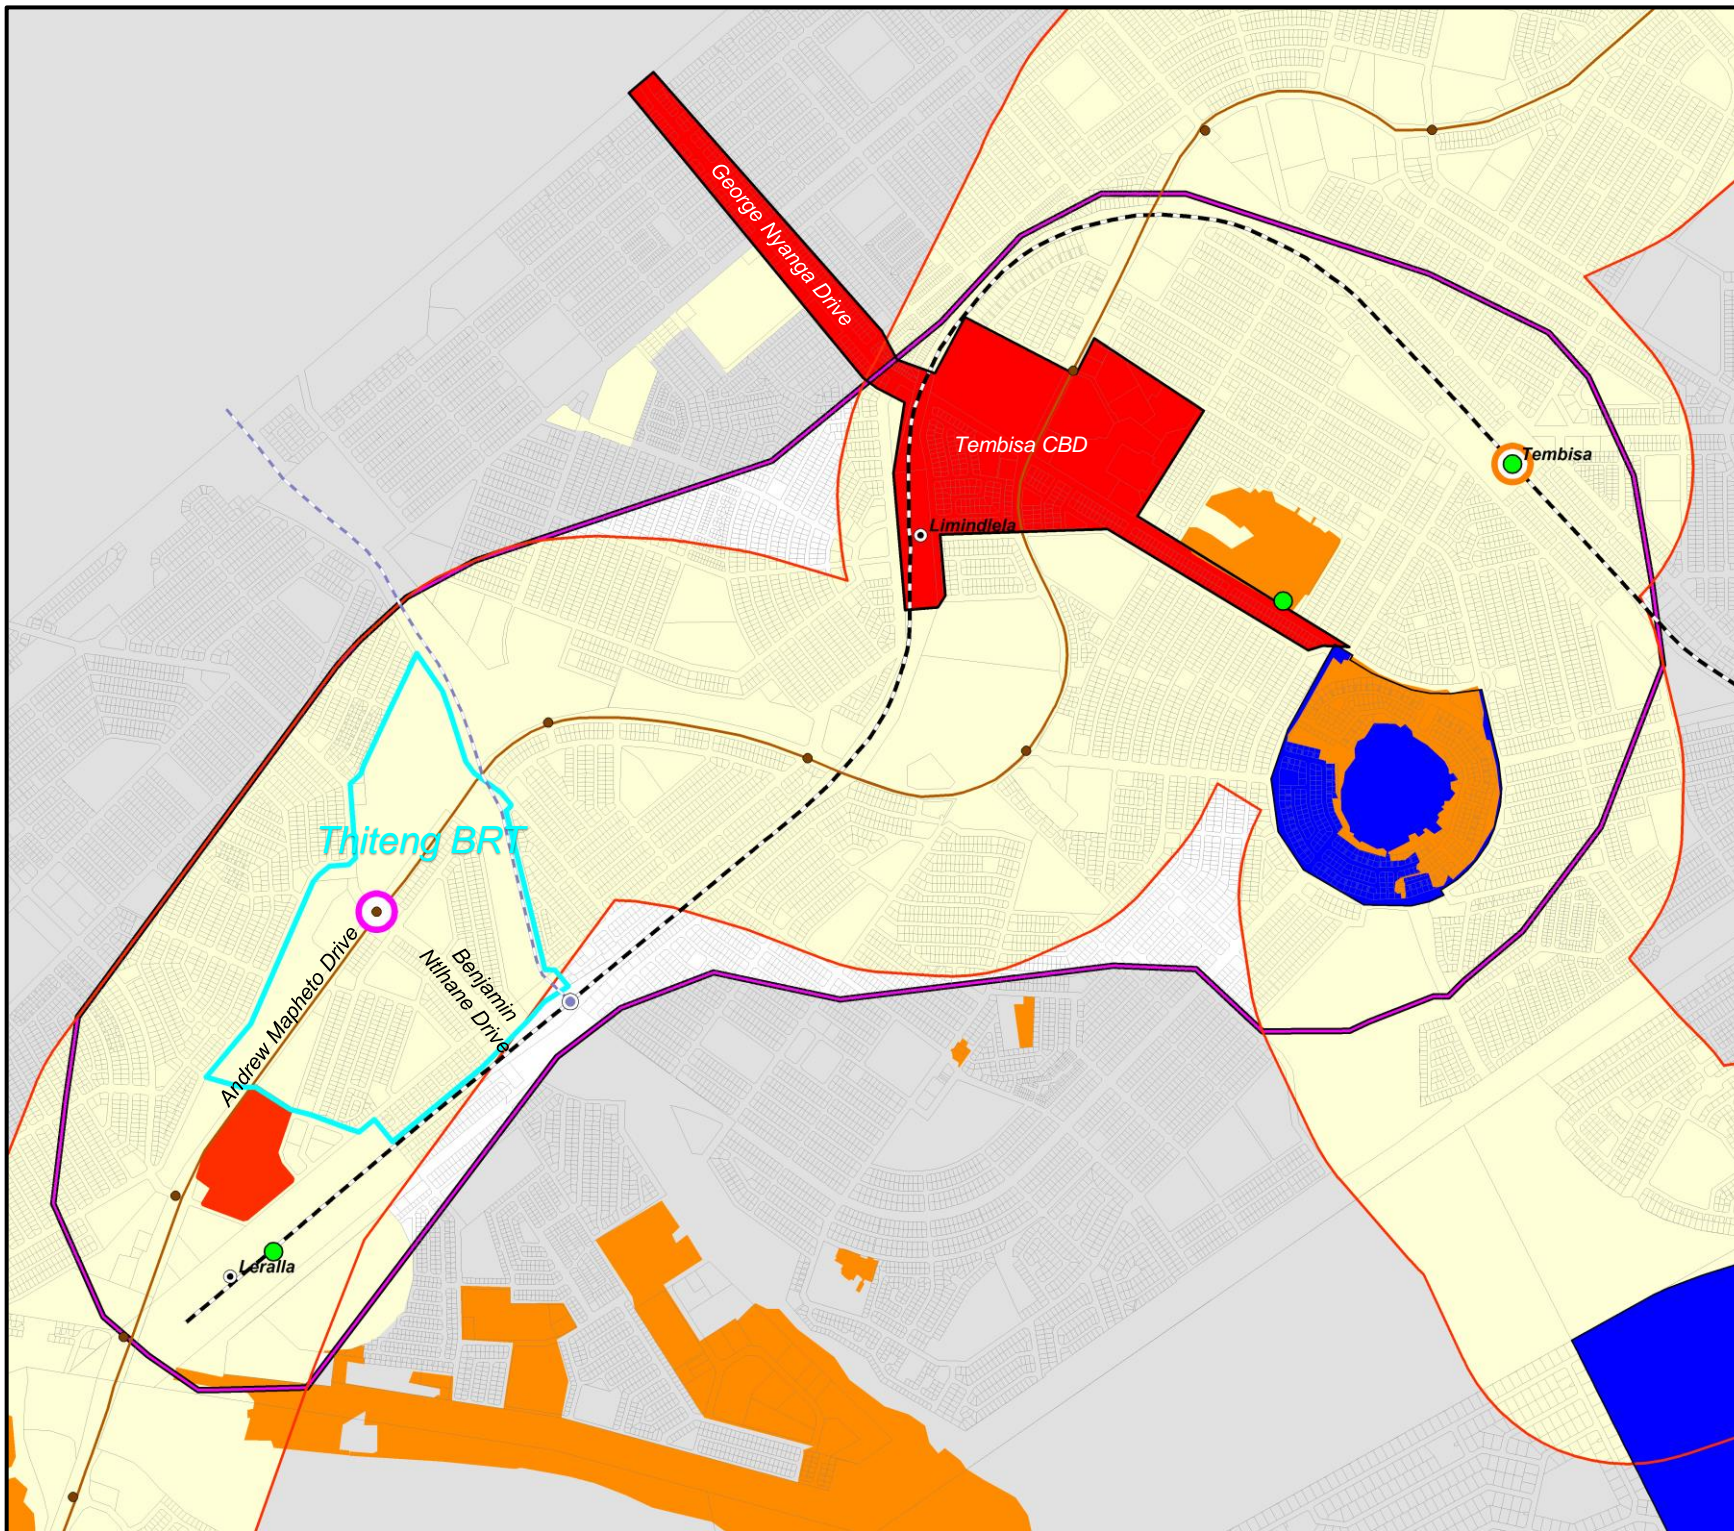 George Nyanga Drive
Tembisa CBD
Tembisa
Limindlela
Thiteng BRT
Andrew Mapheto Drive
Benjamin
Ntlhane Drive
Leralla